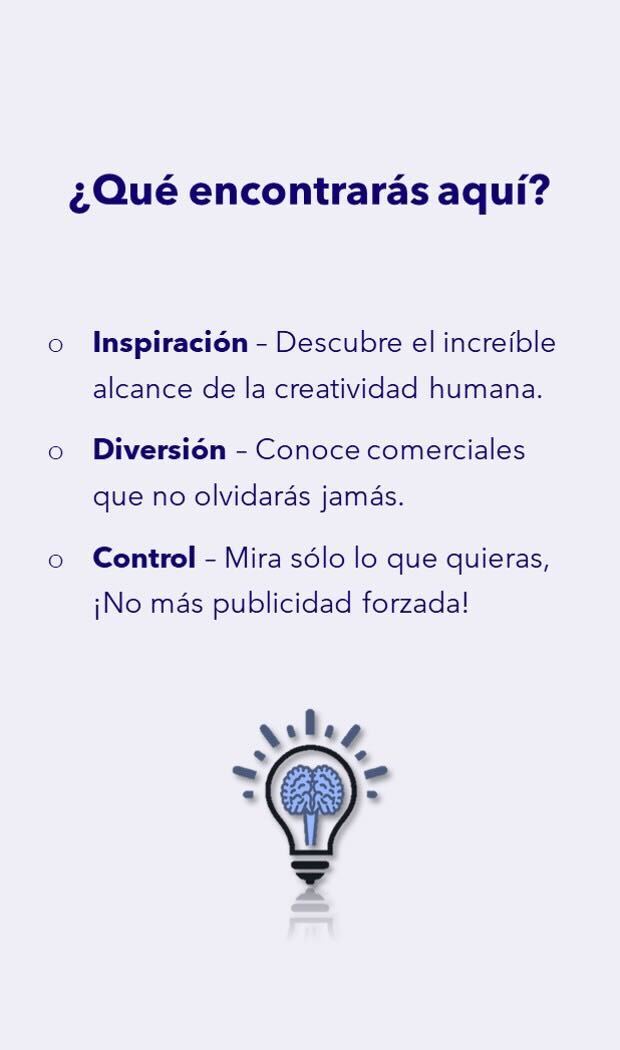 ¿Qué encontrarás aquí?
o Inspiración – Descubre el increíble
alcance de la creatividad humana.
o Diversión – Conoce comerciales
que no olvidarás jamás.
o Control – Mira sólo lo que quieras,
¡No más publicidad forzada!